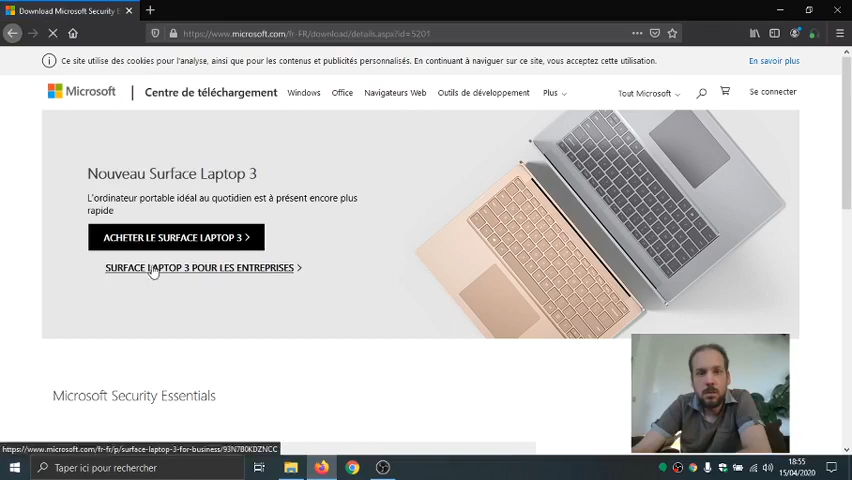 Download Microsoft Security Es
https://www.microsoft.com/fr-FR/download/details.aspx?id=5201
Ce site utilise des cookies pour l'analyse, ainsi que pour les contenus et publicités personnalisés. En continuant à naviguer sur ce site, vous acceptez cette utilisation.
En savoir plus
Microsoft
Centre de téléchargement
Windows
Office
Navigateurs Web
Outils de développement
Plus
Tout Microsoft
Se connecter
Nouveau Surface Laptop 3
L'ordinateur portable idéal au quotidien est à présent encore plus
rapide
ACHETER LE SURFACE LAPTOP 3
SURFACE LAPTOP 3 POUR LES ENTREPRISES
Microsoft Security Essentials
https://www.microsoft.com/fr-fr/p/surface-laptop-3-for-business/93N7B0KDZNCC
Taper ici pour rechercher
18:55
15/04/2020